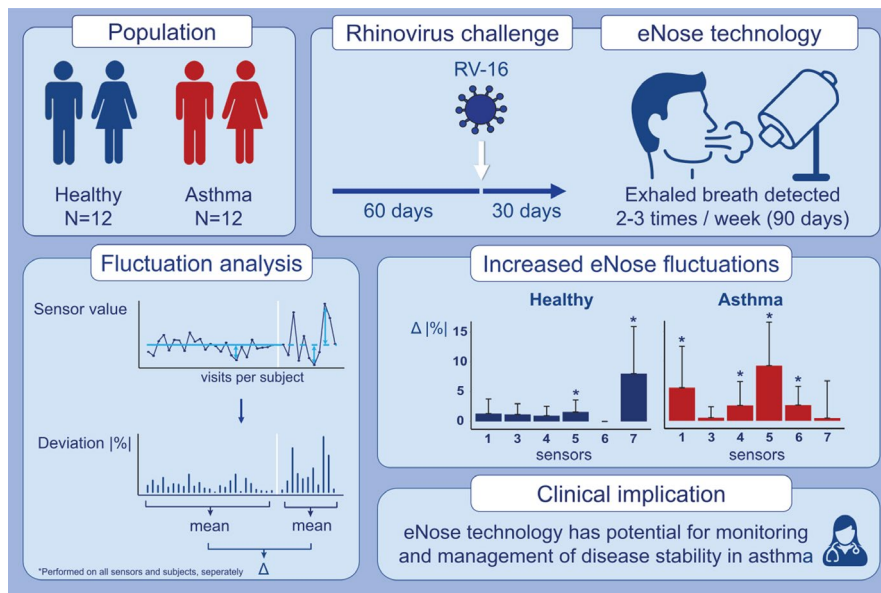 Population
Healthy
N=12
Asthma
N=12
Rhinovirus challenge
RV-16
60 days
30 days
eNose technology
Exhaled breath detected
2-3 times / week (90 days)
Fluctuation analysis
Sensor value
visits per subject
Deviation |%|
mean
mean
Δ
*Performed on all sensors and subjects, seperately
Increased eNose fluctuations
Healthy
Asthma
Δ |%|
15
10
5
0
* *
1 3 4 5 6 7
sensors
* * * *
1 3 4 5 6 7
sensors
Clinical implication
eNose technology has potential for monitoring
and management of disease stability in asthma